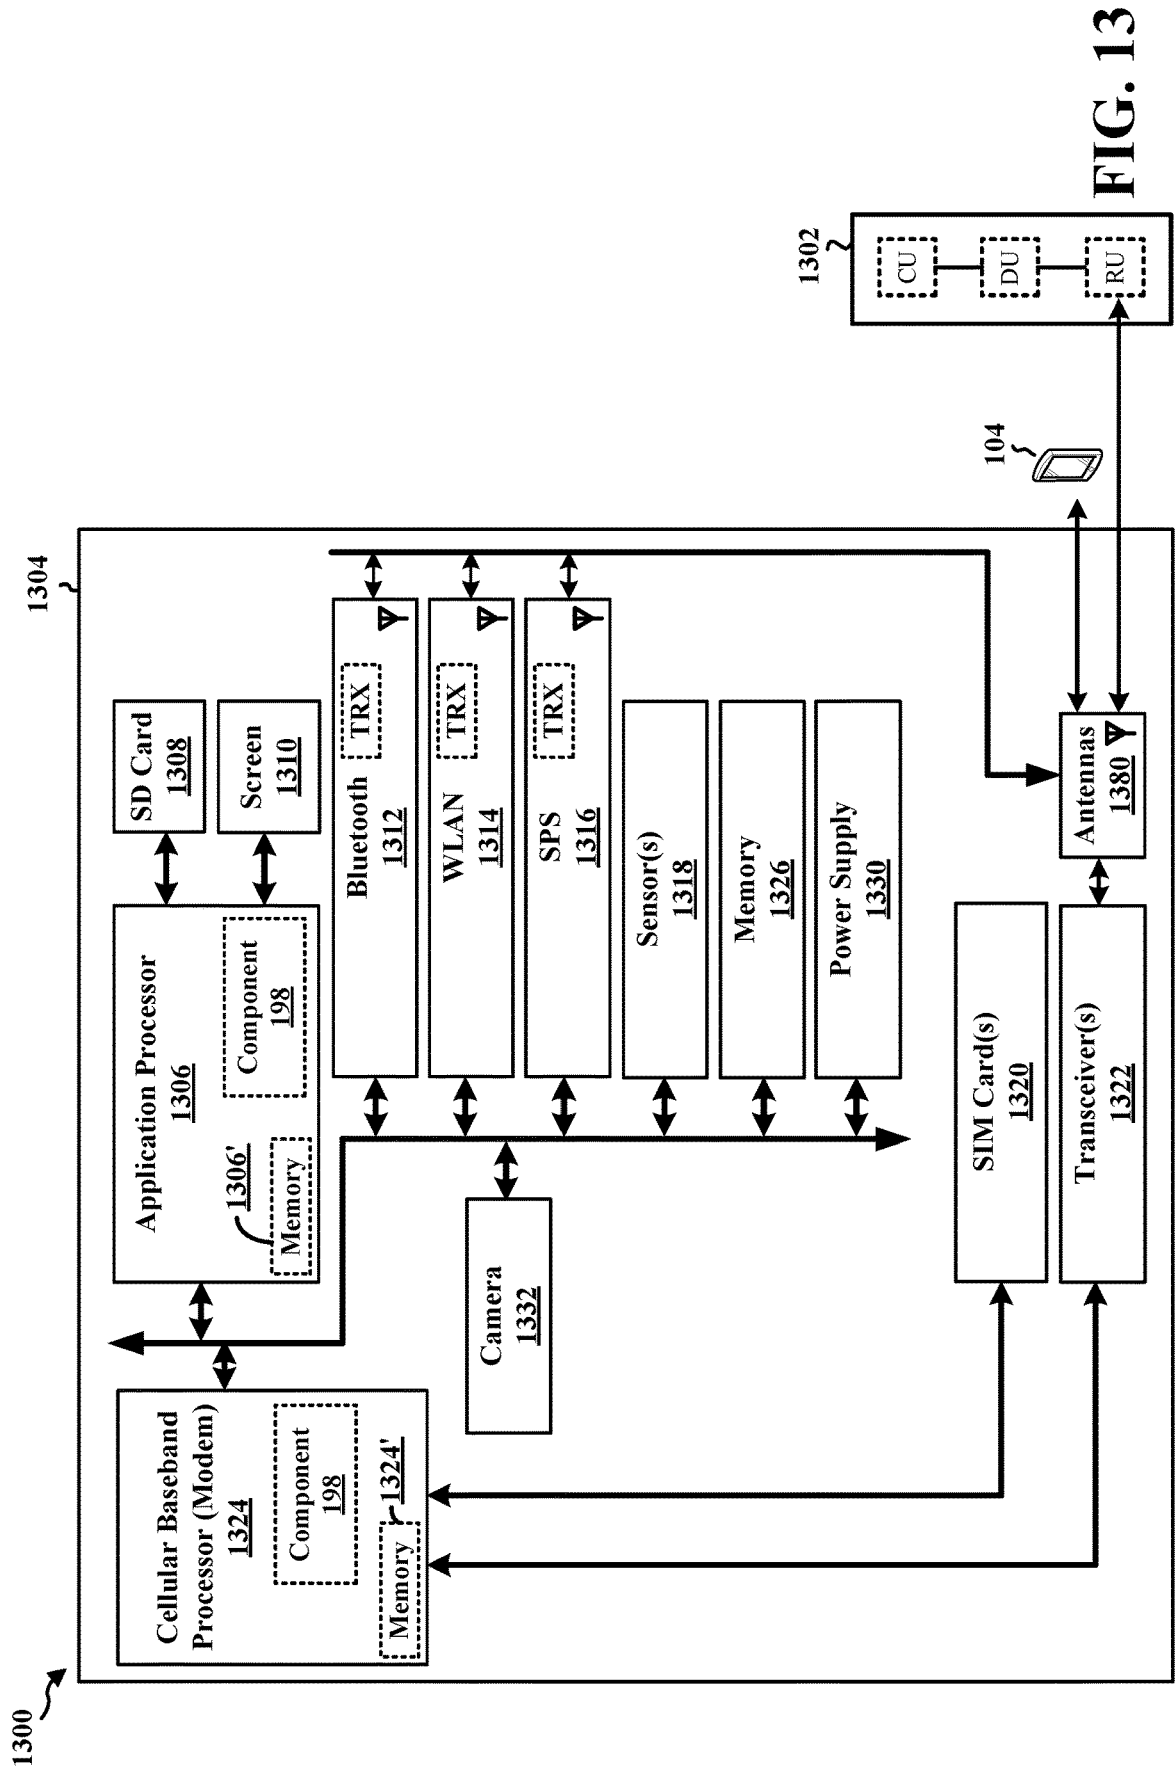 1300
1304
Cellular Baseband
Processor (Modem)
1324
Component
198
Memory
1324'
Application Processor
1306
1306'
Memory
Component
198
SD Card
1308
Screen
1310
Bluetooth
1312
TRX
WLAN
1314
TRX
SPS
1316
TRX
Camera
1332
Sensor(s)
1318
Memory
1326
Power Supply
1330
SIM Card(s)
1320
Transceiver(s)
1322
Antennas
1380
104
1302
CU
DU
RU
FIG. 13